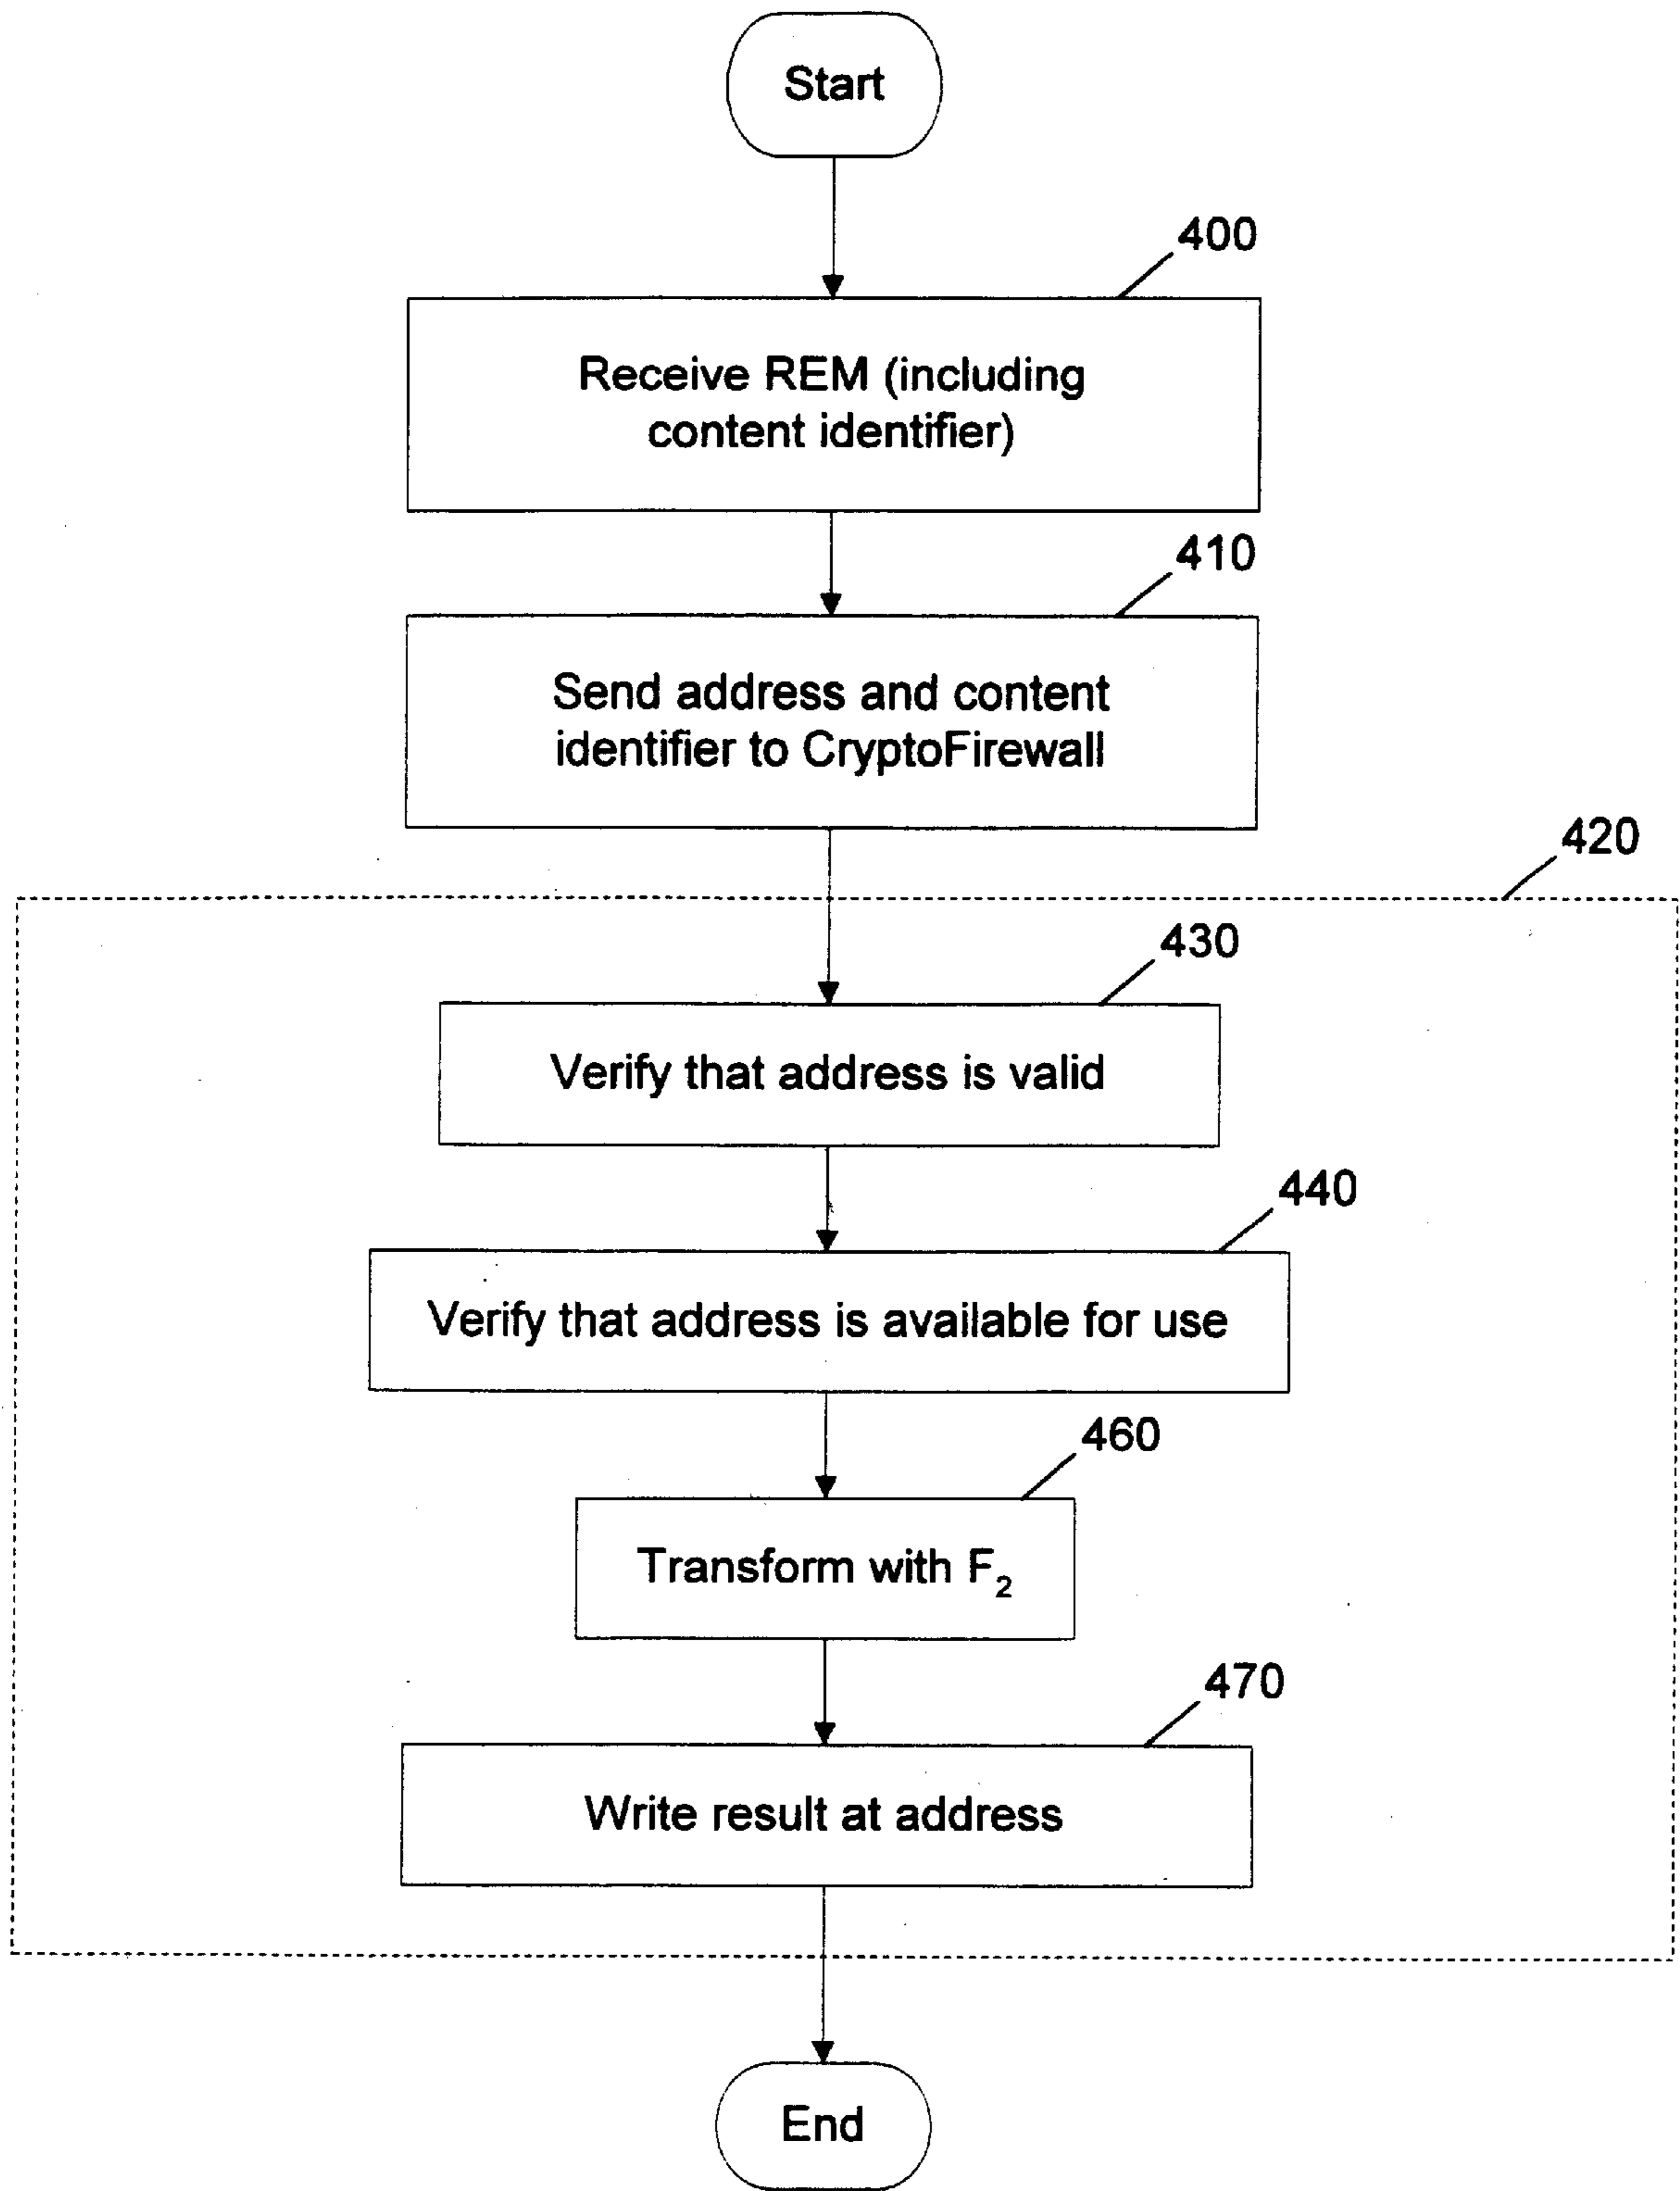 Start
400
Receive REM (including
content identifier)
410
Send address and content
identifier to CryptoFirewall
420
430
Verify that address is valid
440
Verify that address is available for use
460
Transform with F₂
470
Write result at address
End